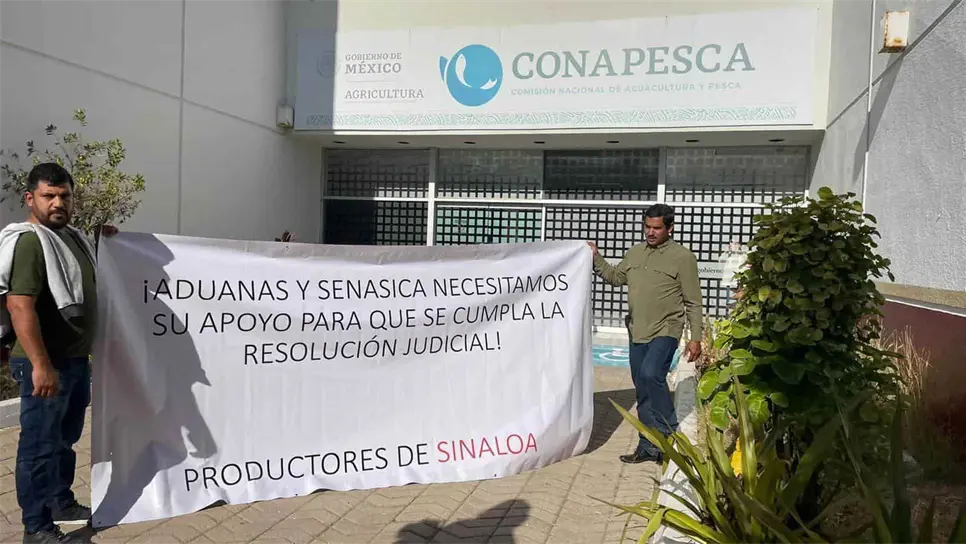 GOBIERNO DE
MÉXICO
AGRICULTURA
CONAPESCA
COMISIÓN NACIONAL DE ACUACULTURA Y PESCA
¡ADUANAS Y SENASICA NECESITAMOS
SU APOYO PARA QUE SE CUMPLA LA
RESOLUCIÓN JUDICIAL!
PRODUCTORES DE SINALOA